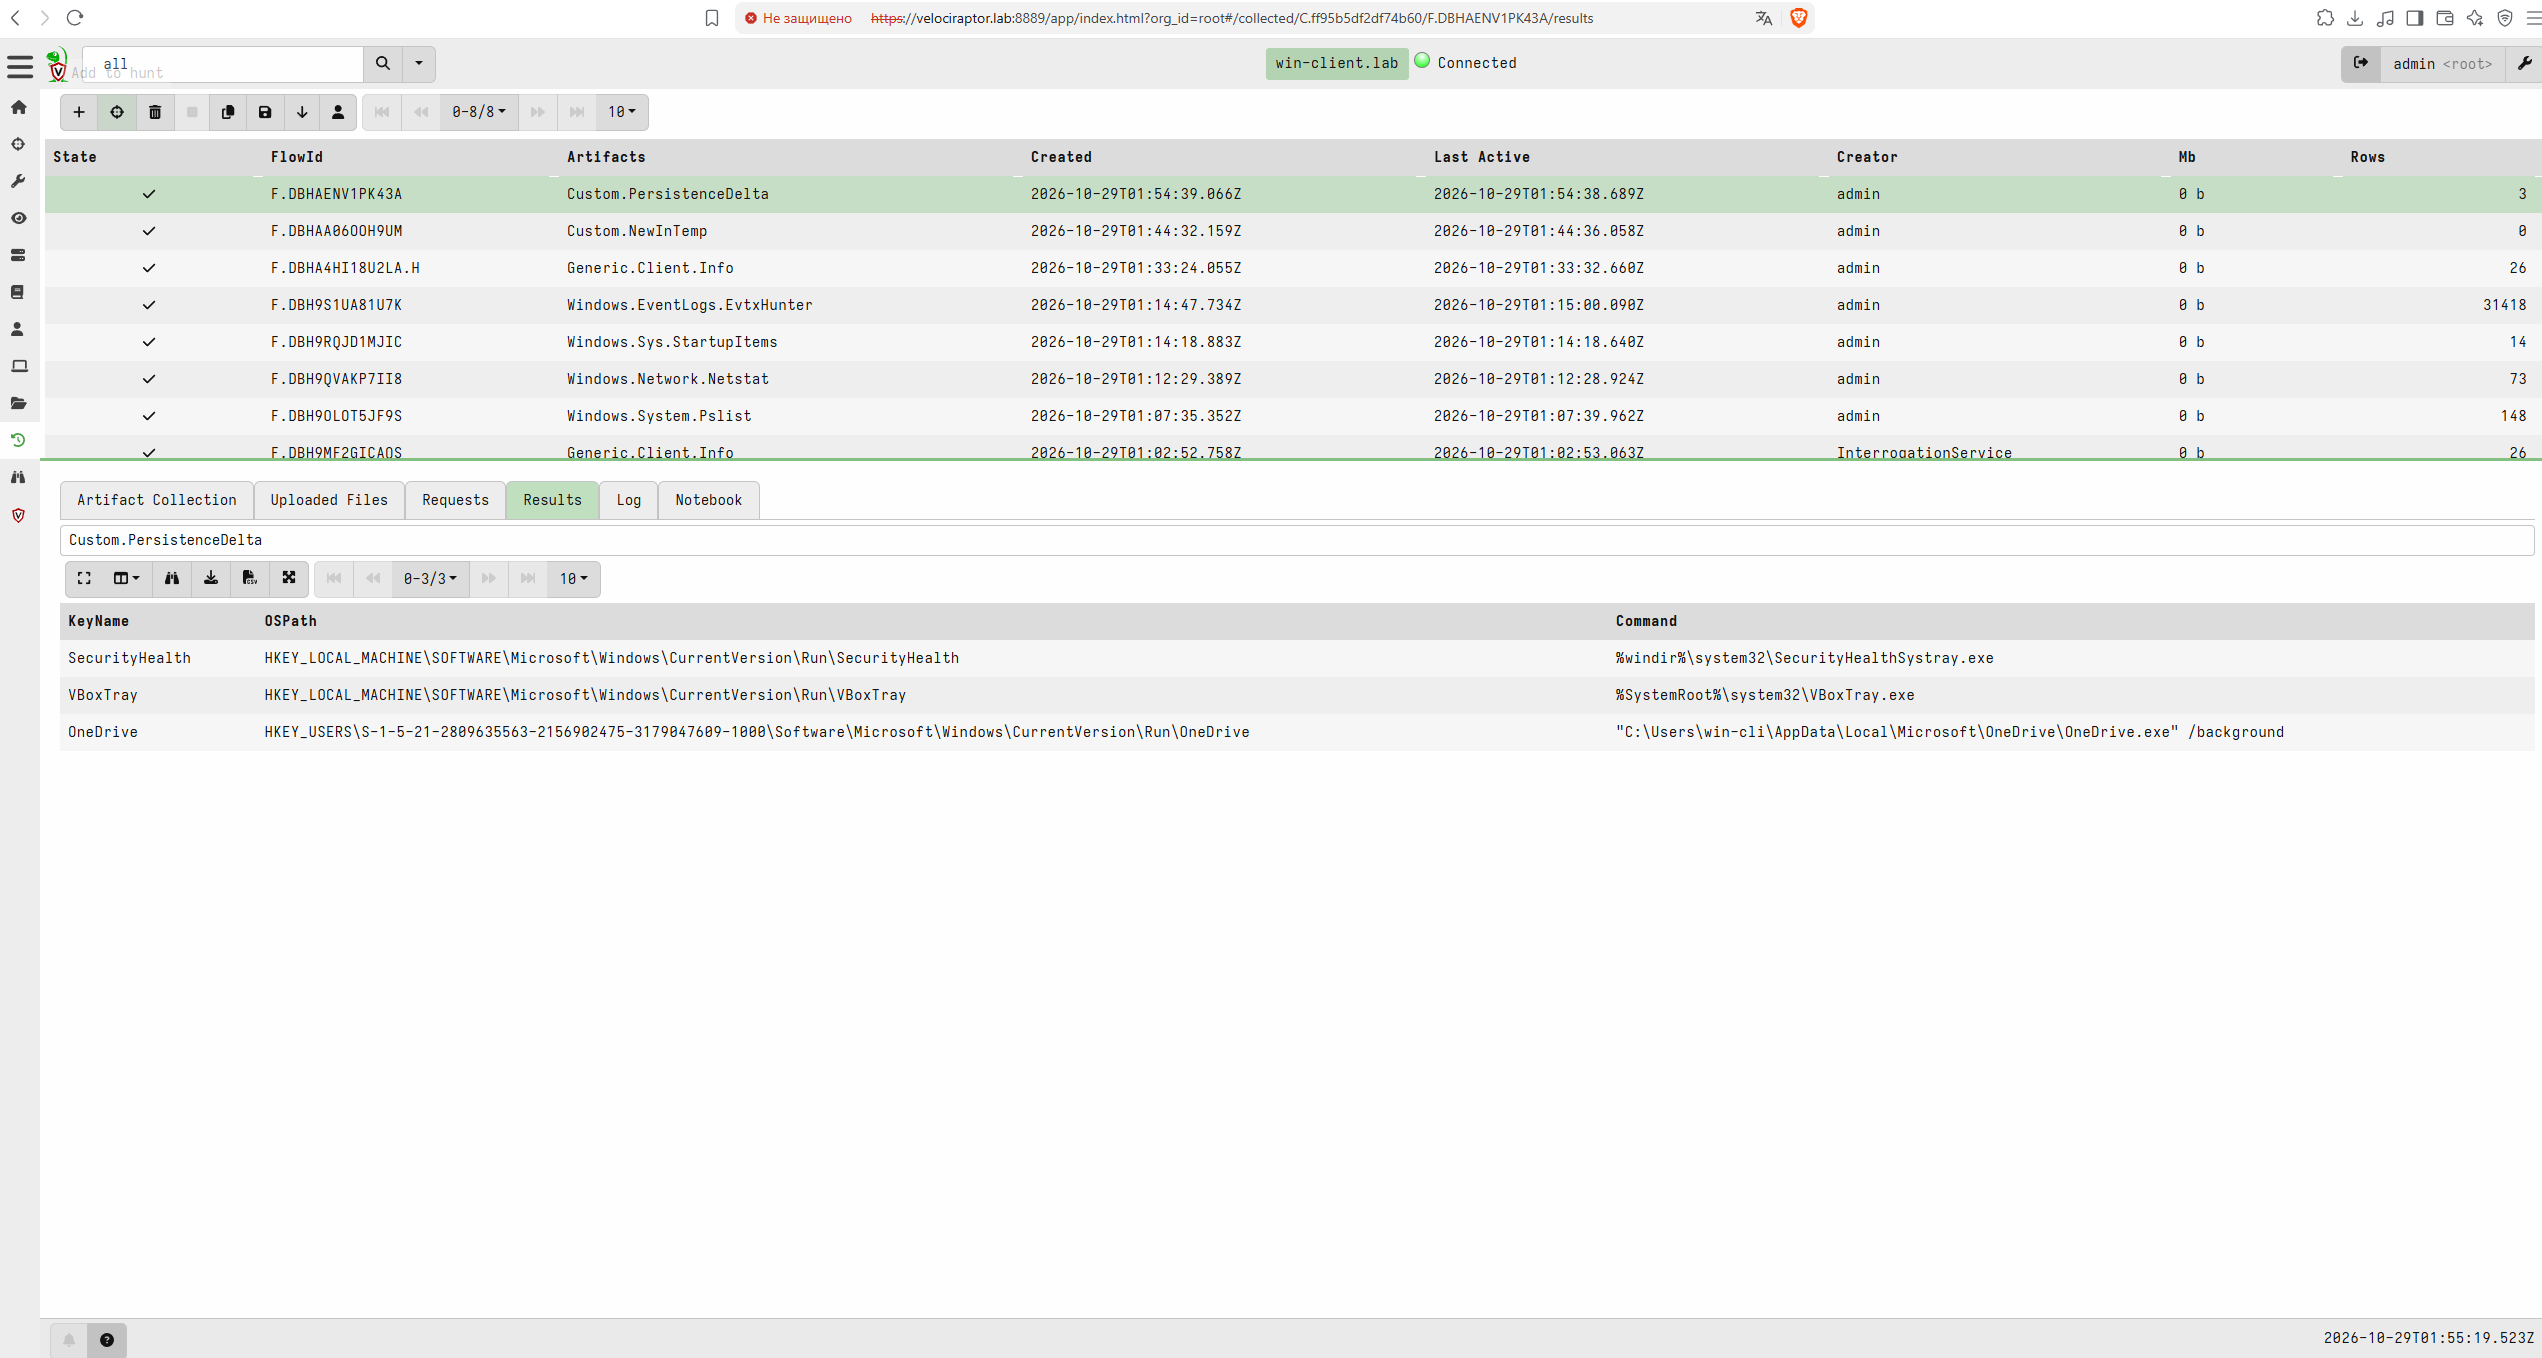 Не защищено https://velociraptor.lab:8889/app/index.html?org_id=root#/collected/C.ff95b5df2df74b60/F.DBHAENV1PK43A/results
all
Add to hunt
win-client.lab Connected
admin <root>
0-8/8 10
State FlowId Artifacts Created Last Active Creator Mb Rows
F.DBHAENV1PK43A Custom.PersistenceDelta 2026-10-29T01:54:39.066Z 2026-10-29T01:54:38.689Z admin 0 b 3
F.DBHAA06OOH9UM Custom.NewInTemp 2026-10-29T01:44:32.159Z 2026-10-29T01:44:36.058Z admin 0 b 0
F.DBHA4HI18U2LA.H Generic.Client.Info 2026-10-29T01:33:24.055Z 2026-10-29T01:33:32.660Z admin 0 b 26
F.DBH9S1UA81U7K Windows.EventLogs.EvtxHunter 2026-10-29T01:14:47.734Z 2026-10-29T01:15:00.090Z admin 0 b 31418
F.DBH9RQJD1MJIC Windows.Sys.StartupItems 2026-10-29T01:14:18.883Z 2026-10-29T01:14:18.640Z admin 0 b 14
F.DBH9QVAKP7II8 Windows.Network.Netstat 2026-10-29T01:12:29.389Z 2026-10-29T01:12:28.924Z admin 0 b 73
F.DBH9OLOT5JF9S Windows.System.Pslist 2026-10-29T01:07:35.352Z 2026-10-29T01:07:39.962Z admin 0 b 148
F.DBH9MF2GICAOS Generic.Client.Info 2026-10-29T01:02:52.758Z 2026-10-29T01:02:53.063Z InterrogationService 0 b 26
Artifact Collection Uploaded Files Requests Results Log Notebook
Custom.PersistenceDelta
0-3/3 10
KeyName OSPath Command
SecurityHealth HKEY_LOCAL_MACHINE\SOFTWARE\Microsoft\Windows\CurrentVersion\Run\SecurityHealth %windir%\system32\SecurityHealthSystray.exe
VBoxTray HKEY_LOCAL_MACHINE\SOFTWARE\Microsoft\Windows\CurrentVersion\Run\VBoxTray %SystemRoot%\system32\VBoxTray.exe
OneDrive HKEY_USERS\S-1-5-21-2809635563-2156902475-3179047609-1000\Software\Microsoft\Windows\CurrentVersion\Run\OneDrive "C:\Users\win-cli\AppData\Local\Microsoft\OneDrive\OneDrive.exe" /background
2026-10-29T01:55:19.523Z